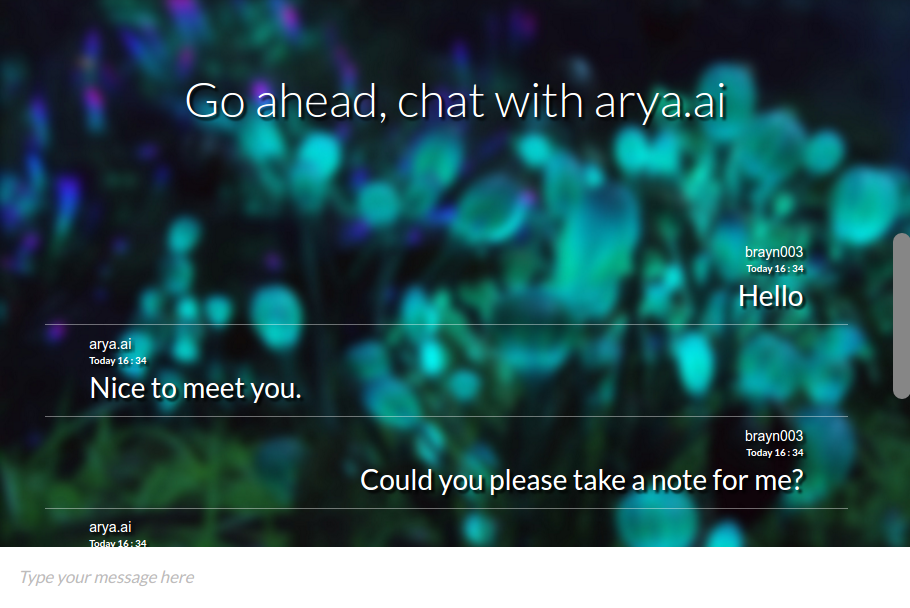 Go ahead, chat with arya.ai
brayn003
Today 16 : 34
Hello
arya.ai
Today 16 : 34
Nice to meet you.
brayn003
Today 16 : 34
Could you please take a note for me?
arya.ai
Today 16 : 34
Type your message here